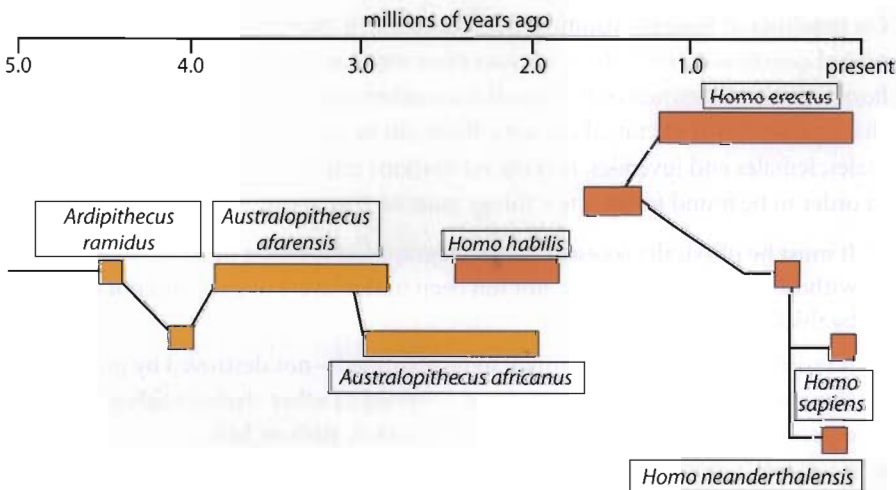 millions of years ago
5.0 4.0 3.0 2.0 1.0 present
Homo erectus
Ardipithecus
ramidus
Australopithecus
afarensis
Homo habilis
Australopithecus africanus
Homo
sapiens
Homo neanderthalensis